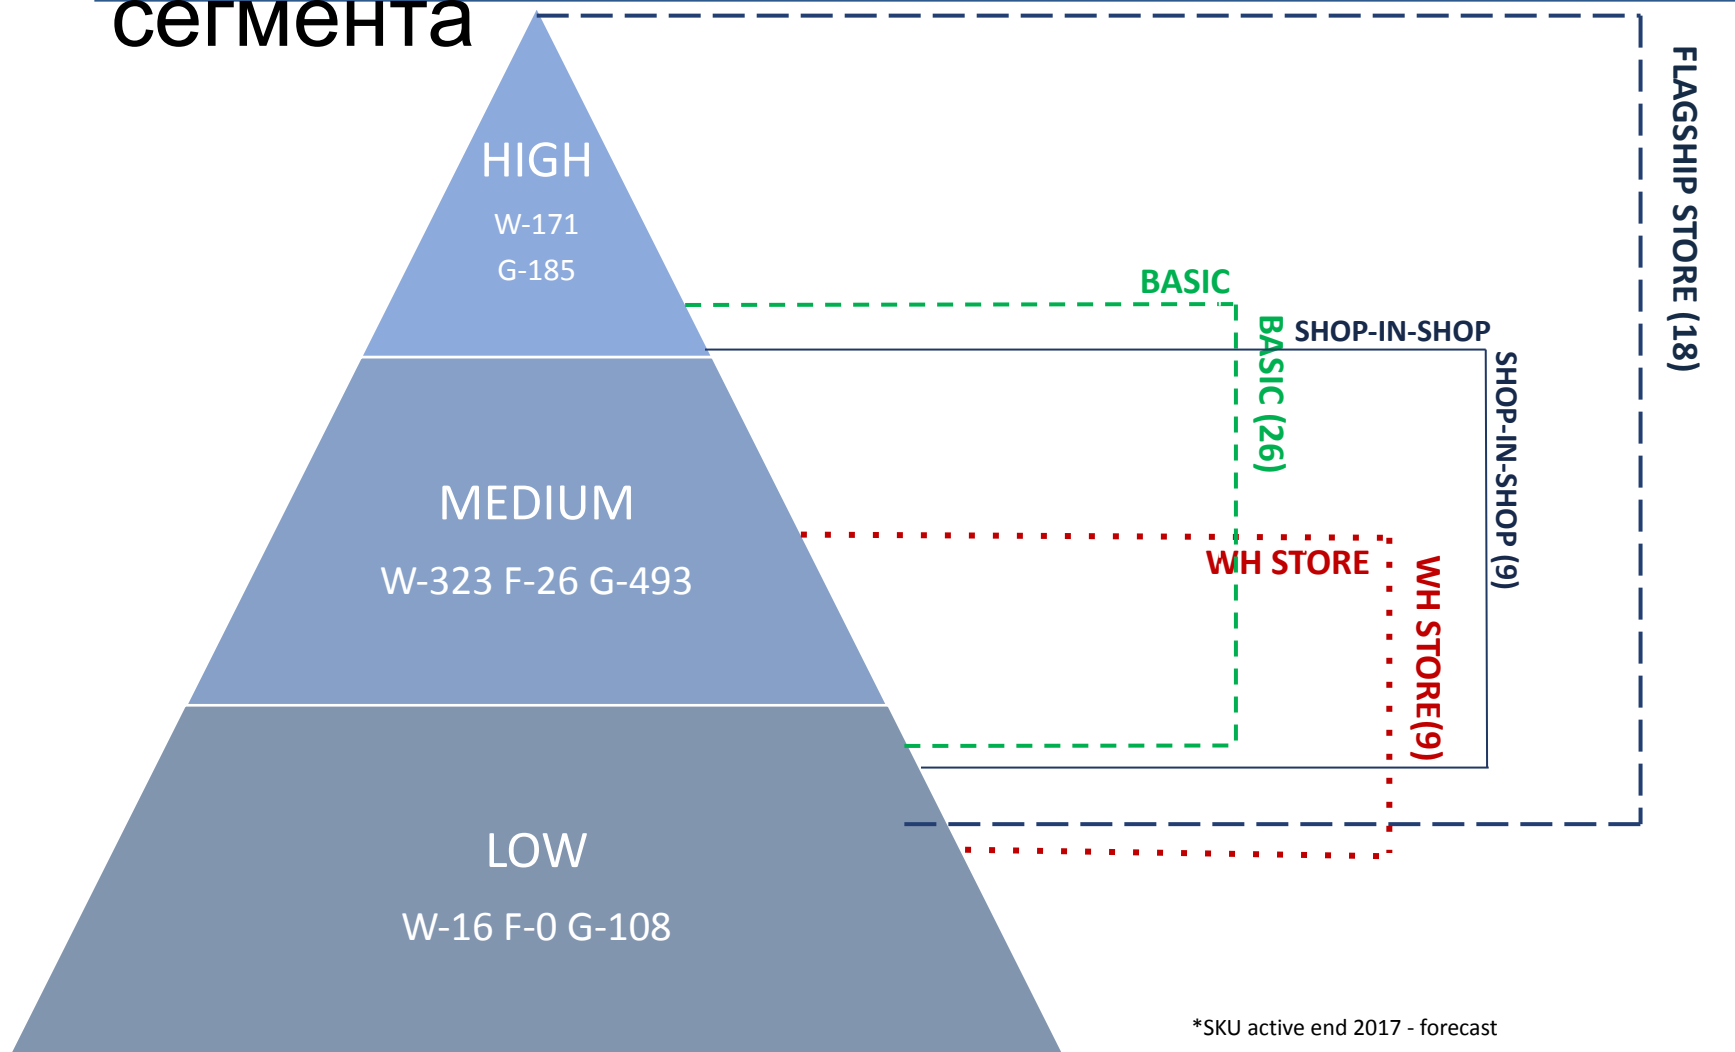 сегмента
HIGH
W-171
G-185
MEDIUM
W-323 F-26 G-493
LOW
W-16 F-0 G-108
BASIC
BASIC (26)
SHOP-IN-SHOP
SHOP-IN-SHOP (9)
WH STORE
WH STORE(9)
FLAGSHIP STORE (18)
*SKU active end 2017 - forecast